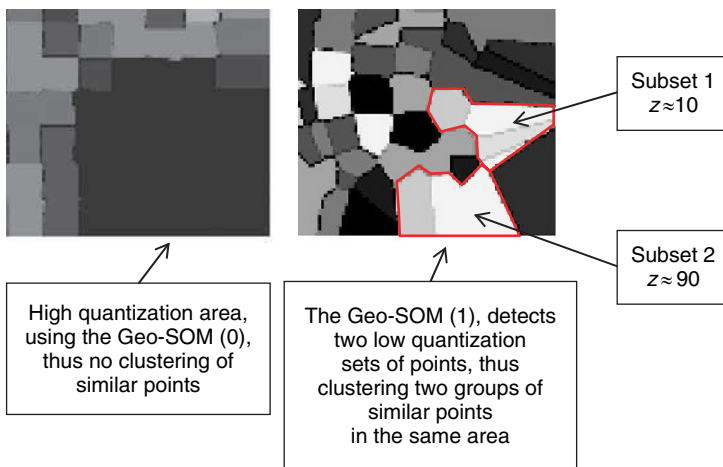 Subset 1
z≈10
Subset 2
z≈90
High quantization area,
using the Geo-SOM (0),
thus no clustering of
similar points
The Geo-SOM (1), detects
two low quantization
sets of points, thus
clustering two groups of
similar points
in the same area